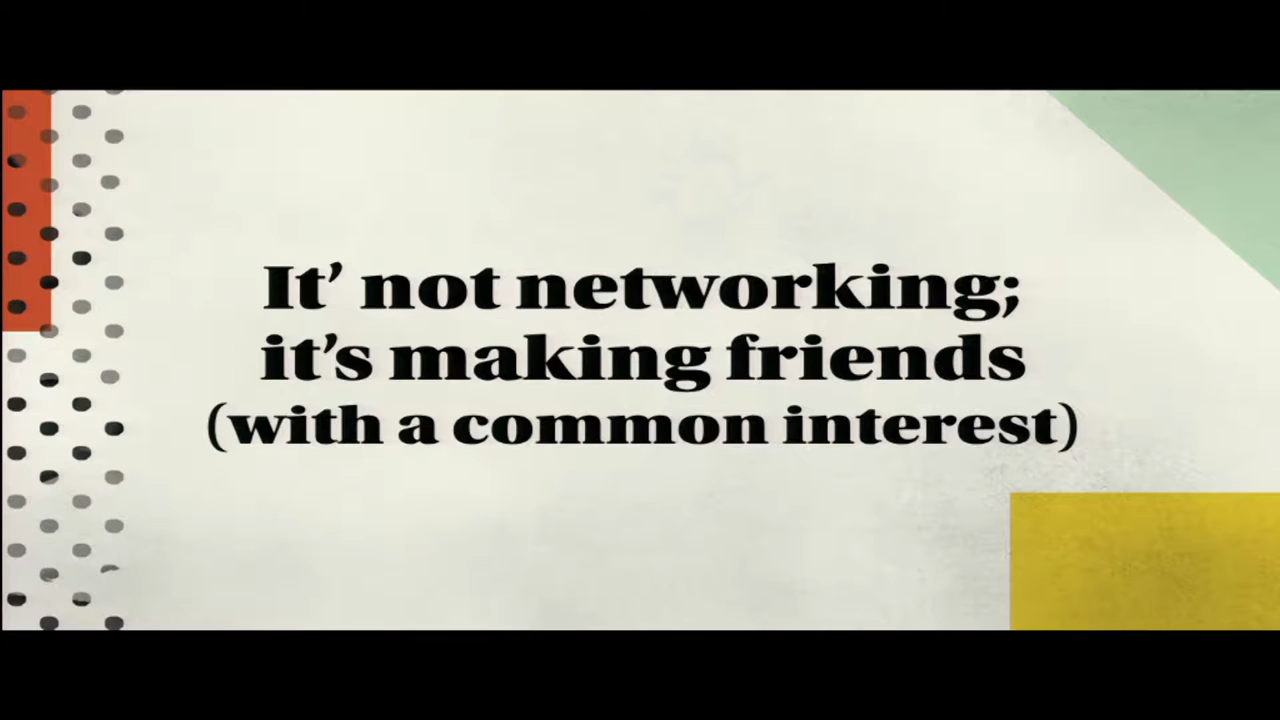 It’ not networking;
it’s making friends
(with a common interest)